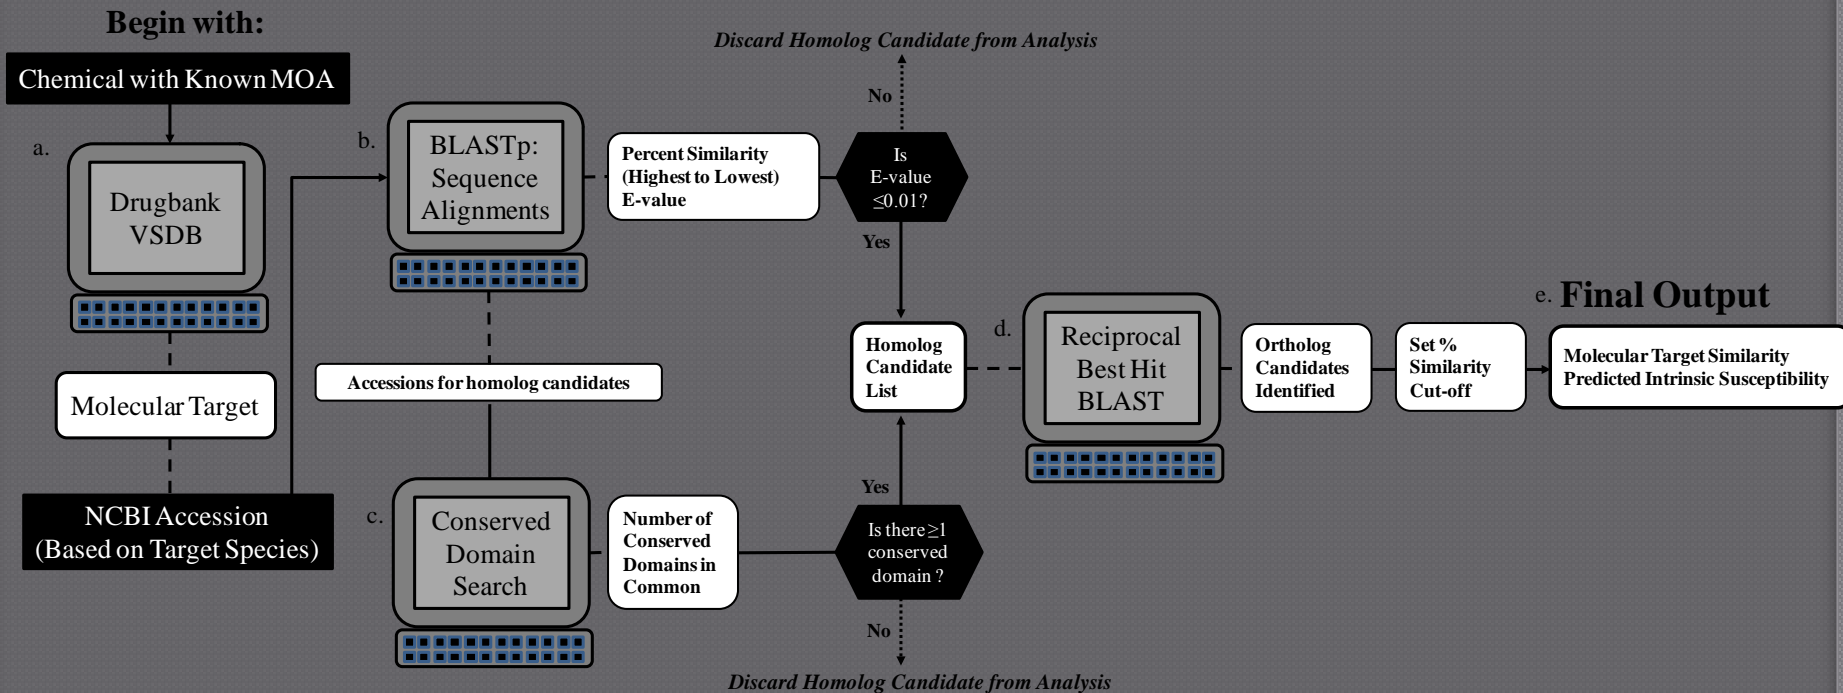 Begin with:
Chemical with Known MOA
a.
Drugbank
VSDB
Molecular Target
NCBI Accession
(Based on Target Species)
b.
BLASTp:
Sequence
Alignments
Percent Similarity
(Highest to Lowest)
E-value
Is
E-value
≤0.01?
No
Discard Homolog Candidate from Analysis
Yes
Accessions for homolog candidates
c.
Conserved
Domain
Search
Number of
Conserved
Domains in
Common
Is there ≥1
conserved
domain ?
No
Discard Homolog Candidate from Analysis
Yes
Homolog
Candidate
List
d.
Reciprocal
Best Hit
BLAST
Ortholog
Candidates
Identified
Set %
Similarity
Cut-off
e. Final Output
Molecular Target Similarity
Predicted Intrinsic Susceptibility